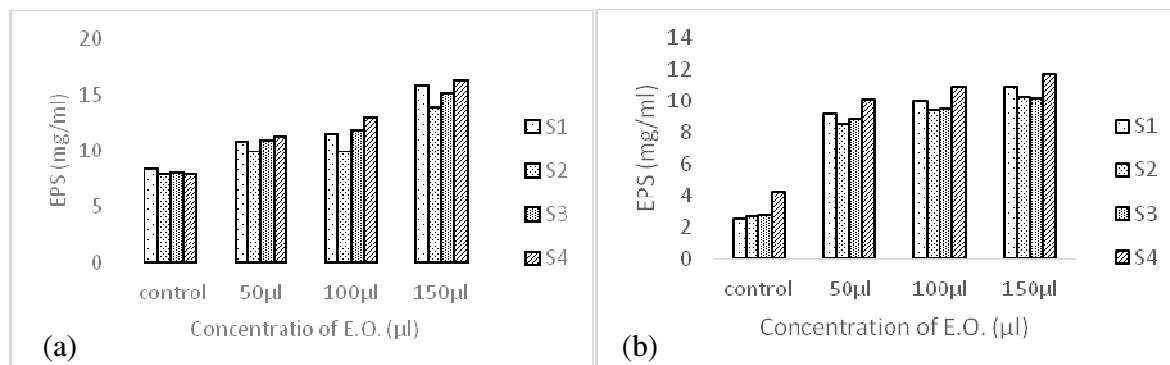 20
15
10
5
0
EPS (mg/ml)
control 50µl 100µl 150µl
Concentratio of E.O. (µl)
S1
S2
S3
S4
(a)
14
12
10
8
6
4
2
0
EPS (mg/ml)
control 50µl 100µl 150µl
Concentration of E.O. (µl)
S1
S2
S3
S4
(b)